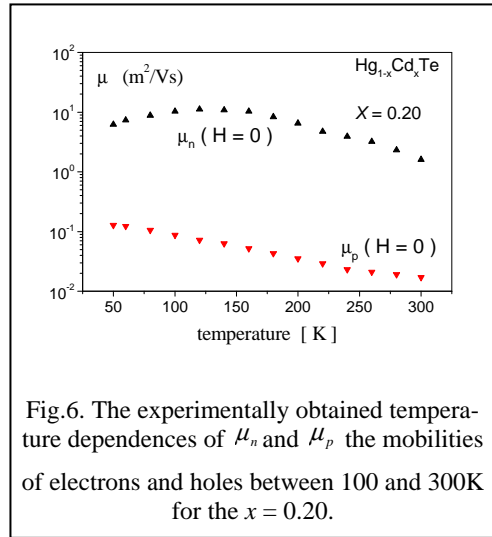 10²
μ (m²/Vs)
Hg₁₋ₓCdₓTe
10¹
X = 0.20
μₙ ( H = 0 )
10⁰
10⁻¹
μₚ ( H = 0 )
10⁻²
50 100 150 200 250 300
temperature [ K ]
Fig.6. The experimentally obtained tempera-
ture dependences of μₙ and μₚ the mobilities
of electrons and holes between 100 and 300K
for the x = 0.20.